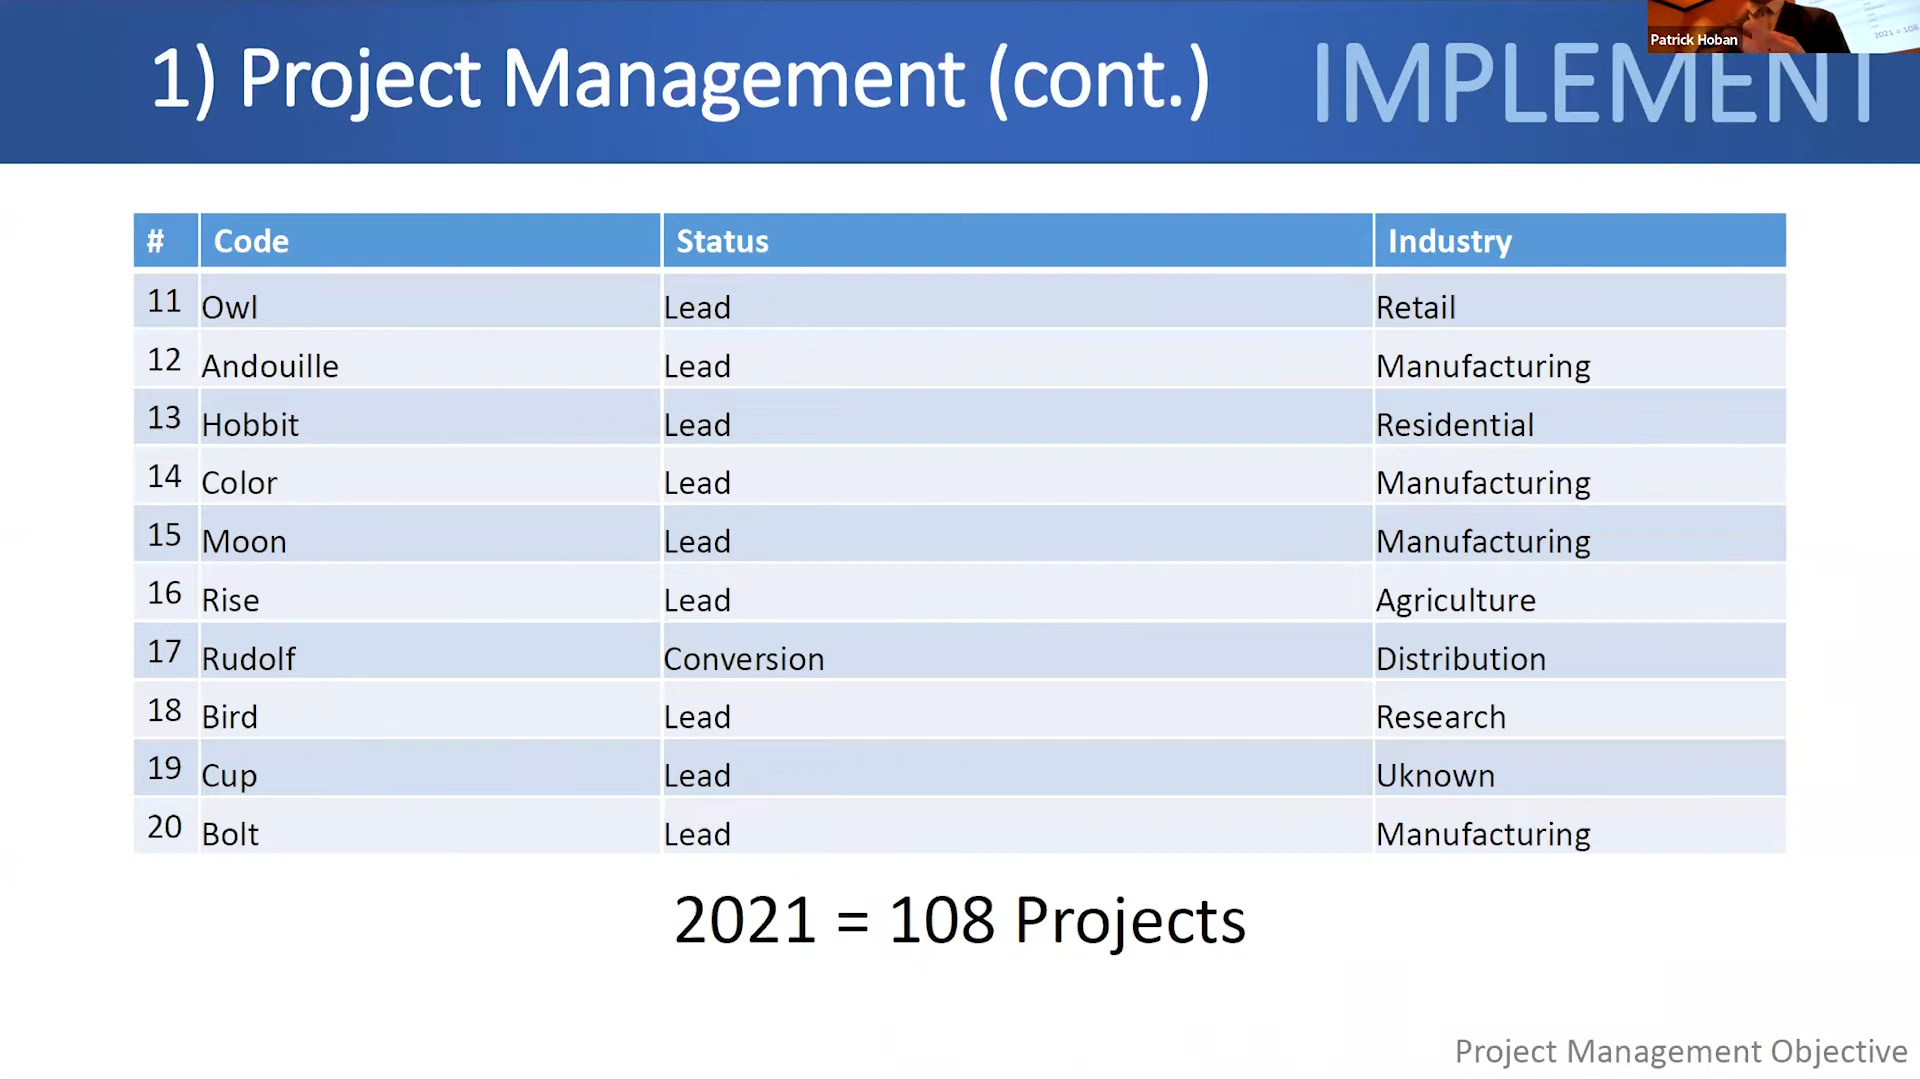 1) Project Management (cont.)
IMPLEMENT
Patrick Hoban
2021 = 108
# Code Status Industry
11 Owl Lead Retail
12 Andouille Lead Manufacturing
13 Hobbit Lead Residential
14 Color Lead Manufacturing
15 Moon Lead Manufacturing
16 Rise Lead Agriculture
17 Rudolf Conversion Distribution
18 Bird Lead Research
19 Cup Lead Uknown
20 Bolt Lead Manufacturing
2021 = 108 Projects
Project Management Objective